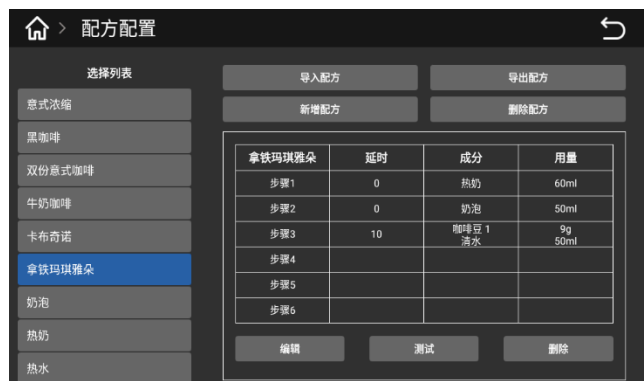 配方配置
选择列表
意式浓缩
黑咖啡
双份意式咖啡
牛奶咖啡
卡布奇诺
拿铁玛琪雅朵
奶泡
热奶
热水
导入配方 导出配方
新增配方 删除配方
拿铁玛琪雅朵 延时 成分 用量
步骤1 0 热奶 60ml
步骤2 0 奶泡 50ml
步骤3 10 咖啡豆 1 9g
清水 50ml
步骤4
步骤5
步骤6
编辑 测试 删除